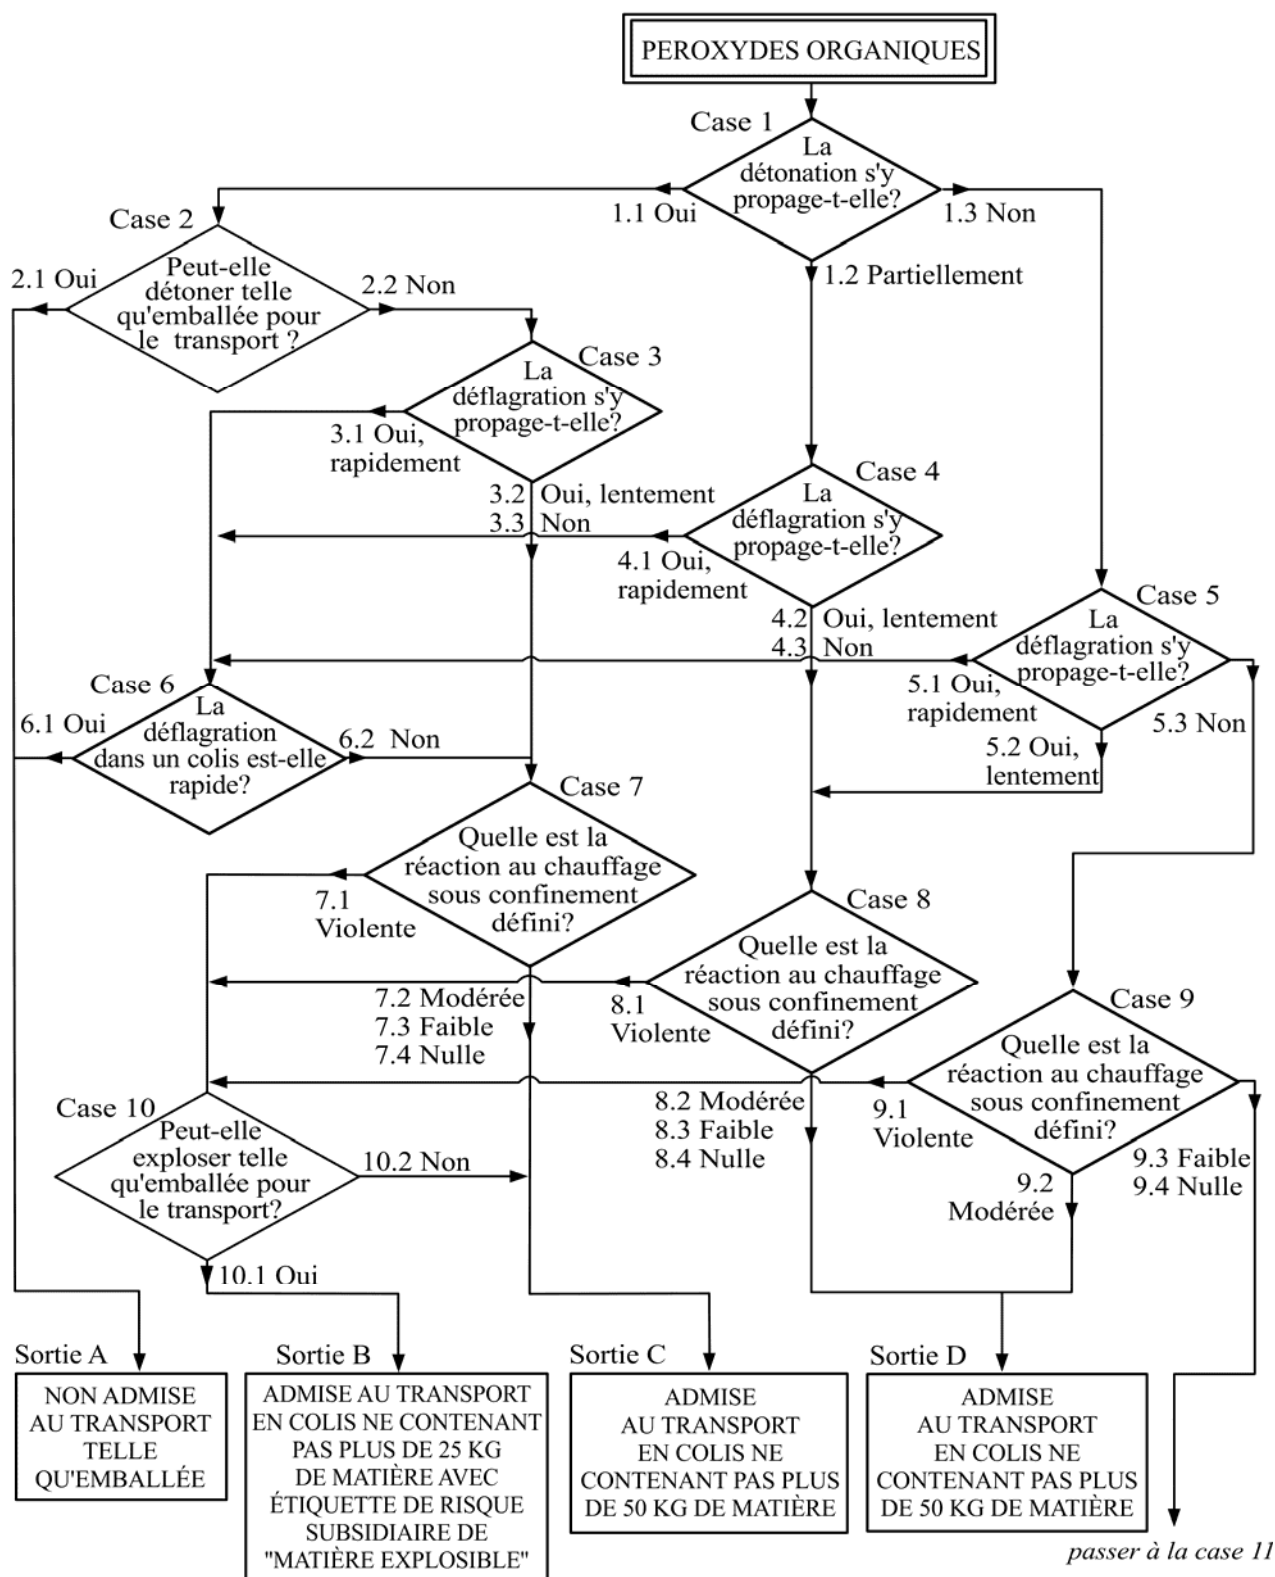 PEROXYDES ORGANIQUES
Case 1
La
détonation s'y
propage-t-elle?
1.1 Oui
1.3 Non
1.2 Partiellement
Case 2
Peut-elle
détoner telle
qu'emballée pour
le transport ?
2.1 Oui
2.2 Non
Case 3
La
déflagration s'y
propage-t-elle?
3.1 Oui,
rapidement
3.2 Oui, lentement
3.3 Non
Case 4
La
déflagration s'y
propage-t-elle?
4.1 Oui,
rapidement
4.2 Oui, lentement
4.3 Non
Case 5
La
déflagration s'y
propage-t-elle?
5.1 Oui,
rapidement
5.2 Oui,
lentement
5.3 Non
Case 6
La
déflagration
dans un colis est-elle
rapide?
6.1 Oui
6.2 Non
Case 7
Quelle est la
réaction au chauffage
sous confinement
défini?
7.1
Violente
7.2 Modérée
7.3 Faible
7.4 Nulle
Case 8
Quelle est la
réaction au chauffage
sous confinement
défini?
8.1
Violente
8.2 Modérée
8.3 Faible
8.4 Nulle
Case 9
Quelle est la
réaction au chauffage
sous confinement
défini?
9.1
Violente
9.2
Modérée
9.3 Faible
9.4 Nulle
Case 10
Peut-elle
exploser telle
qu'emballée pour
le transport?
10.2 Non
10.1 Oui
Sortie A
NON ADMISE
AU TRANSPORT
TELLE
QU'EMBALLÉE
Sortie B
ADMISE AU TRANSPORT
EN COLIS NE CONTENANT
PAS PLUS DE 25 KG
DE MATIÈRE AVEC
ÉTIQUETTE DE RISQUE
SUBSIDIAIRE DE
"MATIÈRE EXPLOSIBLE"
Sortie C
ADMISE
AU TRANSPORT
EN COLIS NE
CONTENANT PAS PLUS
DE 50 KG DE MATIÈRE
Sortie D
ADMISE
AU TRANSPORT
EN COLIS NE
CONTENANT PAS PLUS
DE 50 KG DE MATIÈRE
passer à la case 11